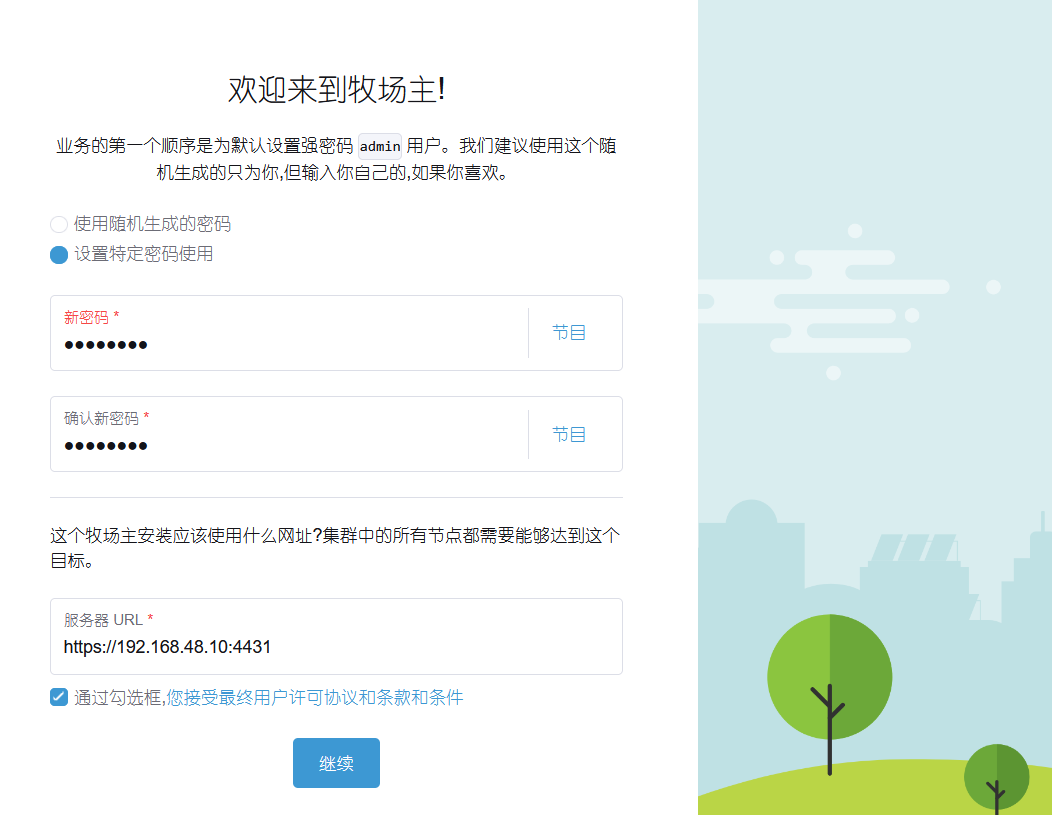 欢迎来到牧场主!
业务的第一个顺序是为默认设置强密码 admin 用户。我们建议使用这个随
机生成的只为你,但输入你自己的,如果你喜欢。
使用随机生成的密码
设置特定密码使用
新密码 *
●●●●●●●●
节目
确认新密码 *
●●●●●●●●
节目
这个牧场主安装应该使用什么网址?集群中的所有节点都需要能够达到这个
目标。
服务器 URL *
https://192.168.48.10:4431
通过勾选框,您接受最终用户许可协议和条款和条件
继续